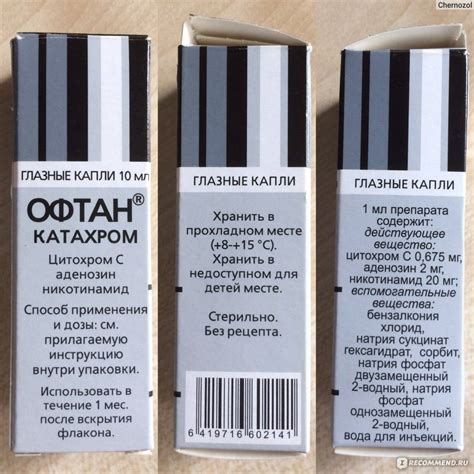 Chernozol
ГЛАЗНЫЕ КАПЛИ 10 мл
ОФТАН®
КАТАХРОМ
Цитохром С
аденозин
никотинамид
Способ применения
и дозы: см.
прилагаемую
инструкцию
внутри упаковки.
Использовать в
течение 1 мес.
после вскрытия
флакона.
ГЛАЗНЫЕ КАПЛИ
Хранить в
прохладном месте
(+8-+15 °С).
Хранить в
недоступном для
детей месте.
Стерильно.
Без рецепта.
6 419716 602141
ГЛАЗНЫЕ КАПЛИ
1 мл препарата
содержит:
действующее
вещество:
цитохром С 0,675 мг,
аденозин 2 мг,
никотинамид 20 мг;
вспомогательные
вещества:
бензалкония
хлорид,
натрия сукцинат
гексагидрат, сорбит,
натрия фосфат
двузамещенный
2-водный, натрия
фосфат
однозамещенный
2-водный,
вода для инъекций.
IRECOMMEND.RU